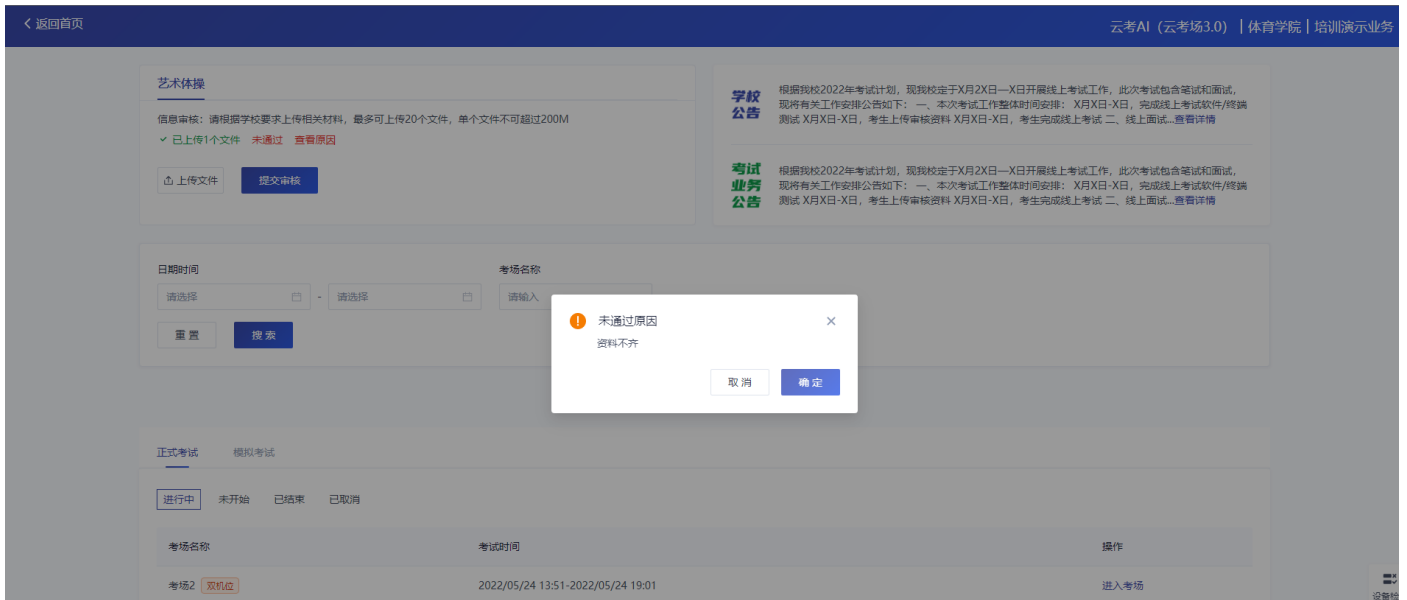 返回首页
云考AI（云考场3.0）｜体育学院｜培训演示业务
艺术体操
信息审核：请根据学校要求上传相关材料，最多可上传20个文件，单个文件不可超过200M
已上传1个文件 未通过 查看原因
上传文件 提交审核
学校
公告
根据我校2022年考试计划，现我校定于X月2X日—X日开展线上考试工作，此次考试包含笔试和面试，
现将有关工作安排公告如下： 一、本次考试工作整体时间安排： X月X日-X日，完成线上考试软件/终端
测试 X月X日-X日，考生上传审核资料 X月X日-X日，考生完成线上考试 二、线上面试...查看详情
考试
业务
公告
根据我校2022年考试计划，现我校定于X月2X日—X日开展线上考试工作，此次考试包含笔试和面试，
现将有关工作安排公告如下： 一、本次考试工作整体时间安排： X月X日-X日，完成线上考试软件/终端
测试 X月X日-X日，考生上传审核资料 X月X日-X日，考生完成线上考试 二、线上面试...查看详情
日期时间 考场名称
请选择 - 请选择 请输入
重置 搜索
未通过原因
资料不齐
取消 确定
正式考试 模拟考试
进行中 未开始 已结束 已取消
考场名称 考试时间 操作
考场2 双机位 2022/05/24 13:51-2022/05/24 19:01 进入考场
设备